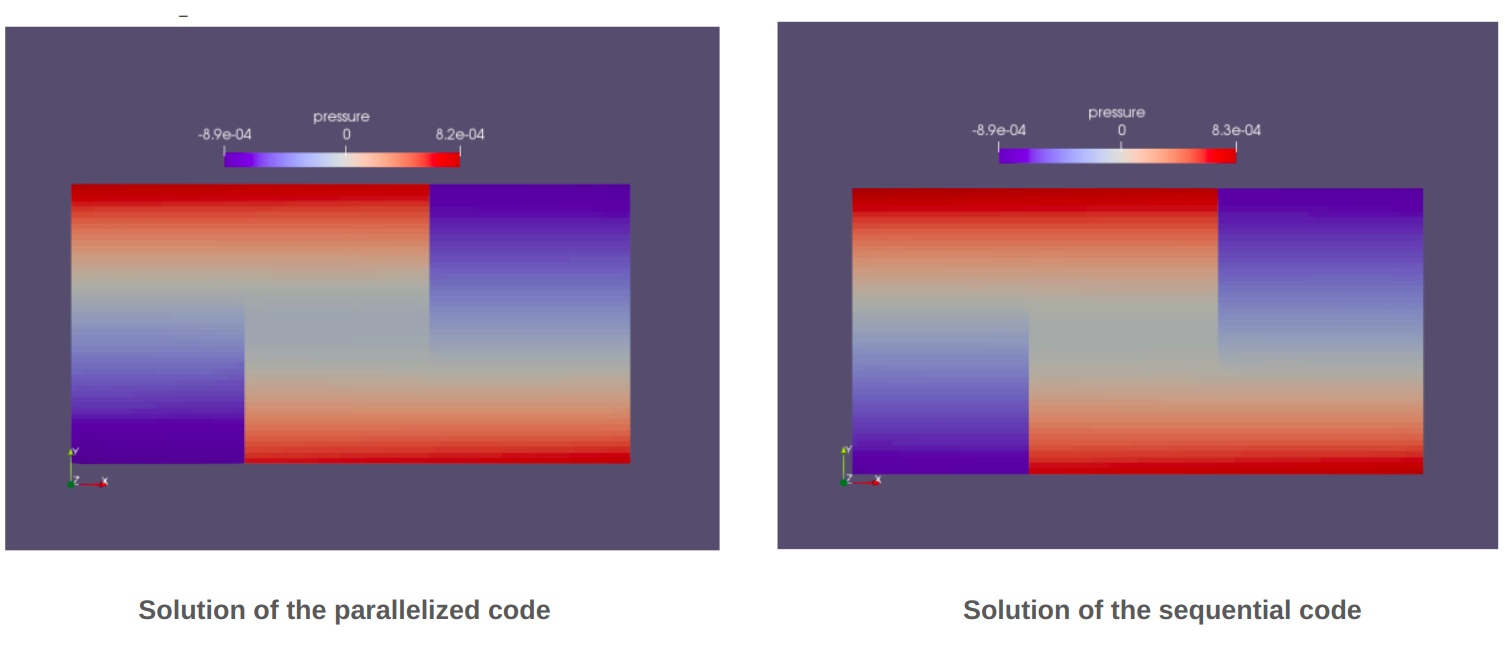 pressure
-8.9e-04 0 8.2e-04
Y
Z X
pressure
-8.9e-04 0 8.3e-04
Y
Z X
Solution of the parallelized code
Solution of the sequential code